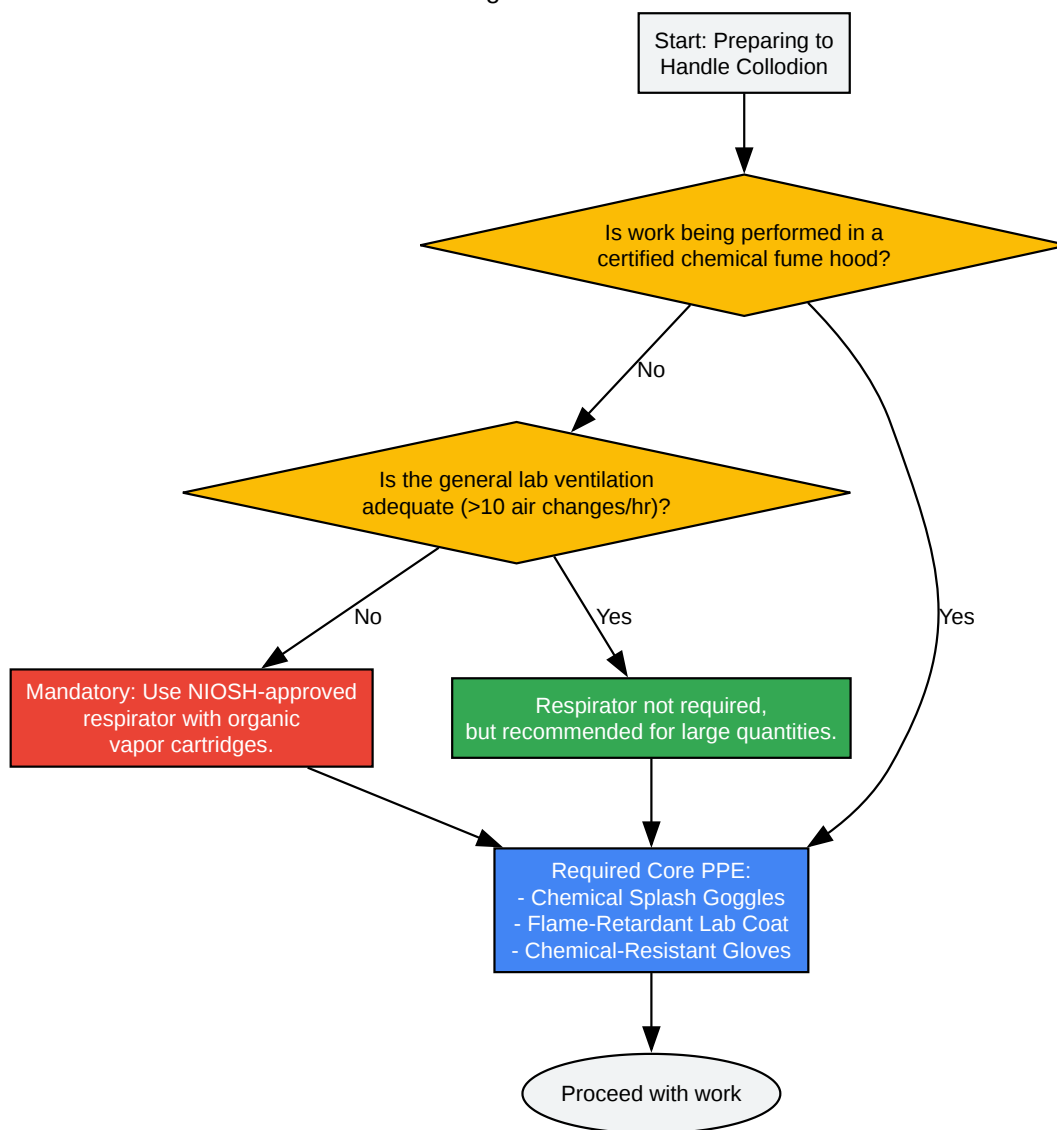 Start: Preparing to
Handle Collodion
Is work being performed in a
certified chemical fume hood?
No
Is the general lab ventilation
adequate (>10 air changes/hr)?
No
Yes
Yes
Mandatory: Use NIOSH-approved
respirator with organic
vapor cartridges.
Respirator not required,
but recommended for large quantities.
Required Core PPE:
- Chemical Splash Goggles
- Flame-Retardant Lab Coat
- Chemical-Resistant Gloves
Proceed with work